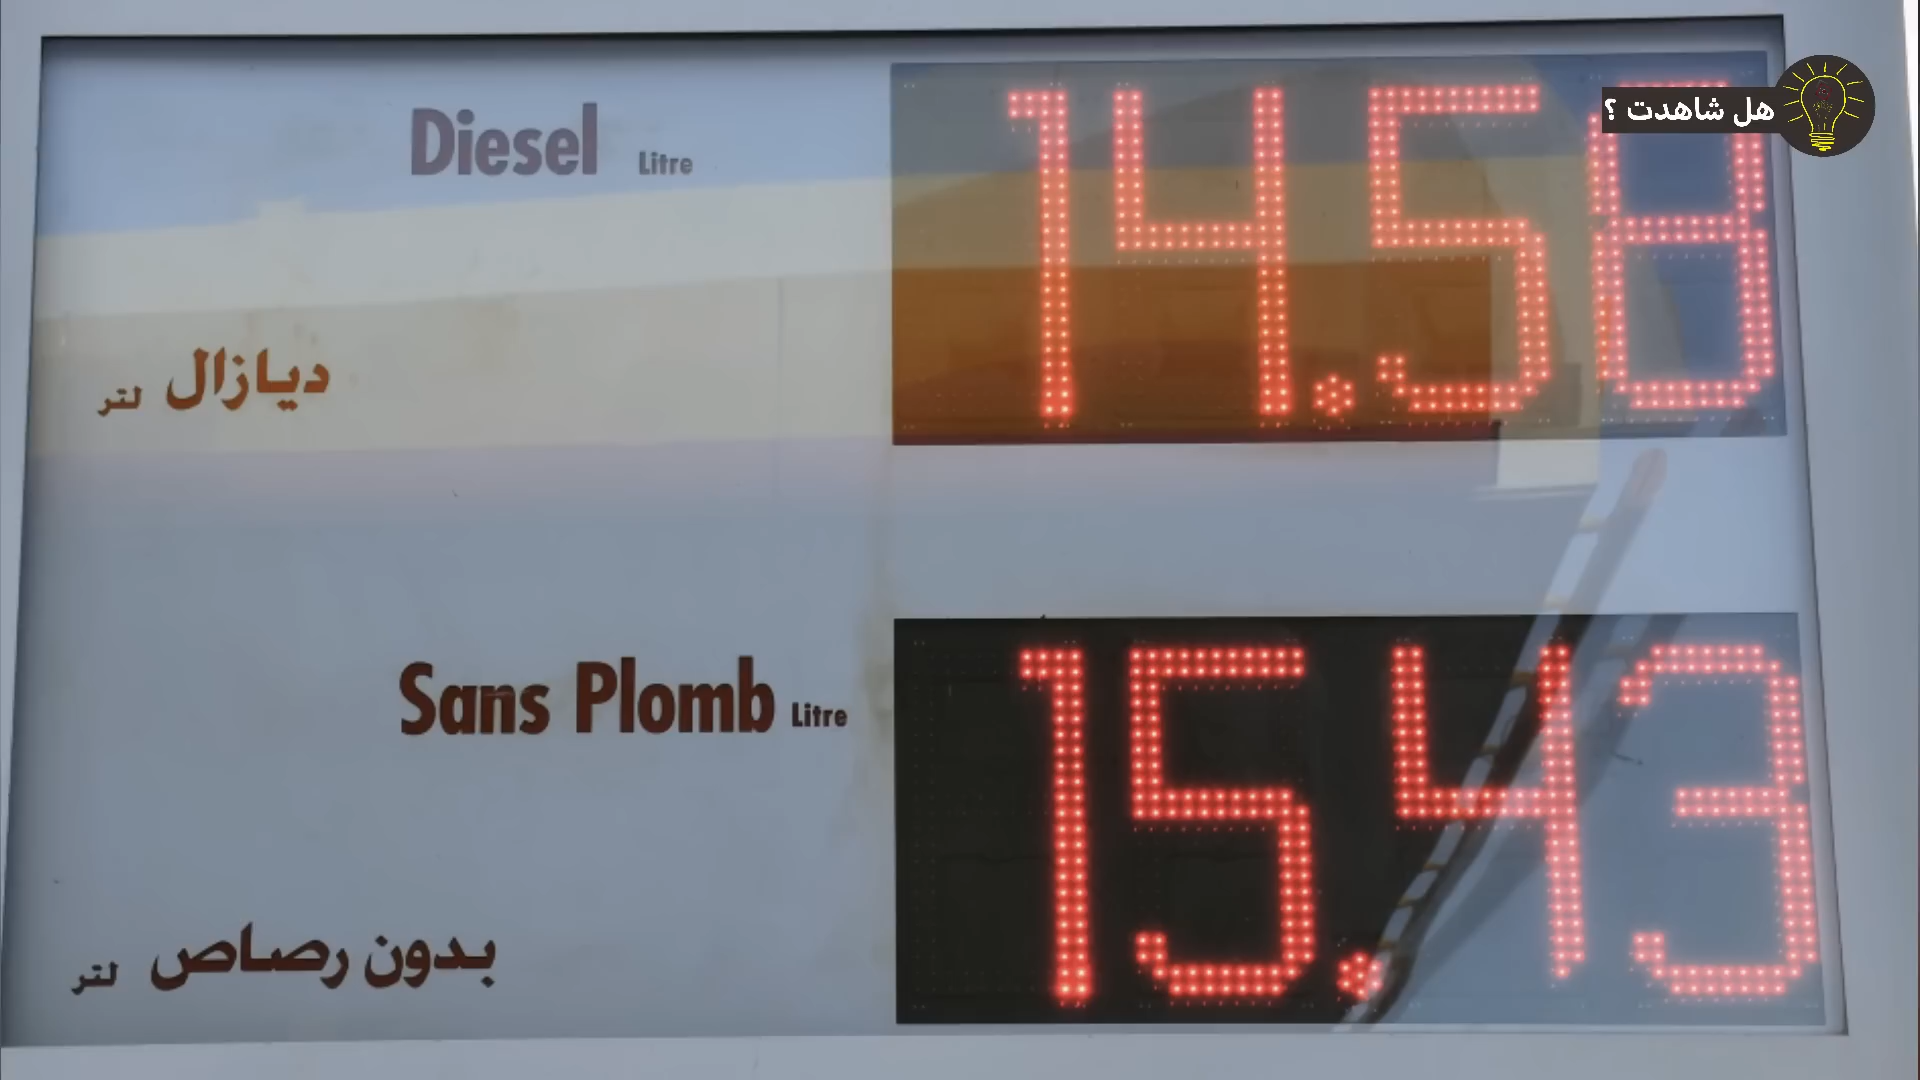 هل شاهدت ؟
Diesel Litre 14.58
ديازال لتر
Sans Plomb Litre 15.43
بدون رصاص لتر